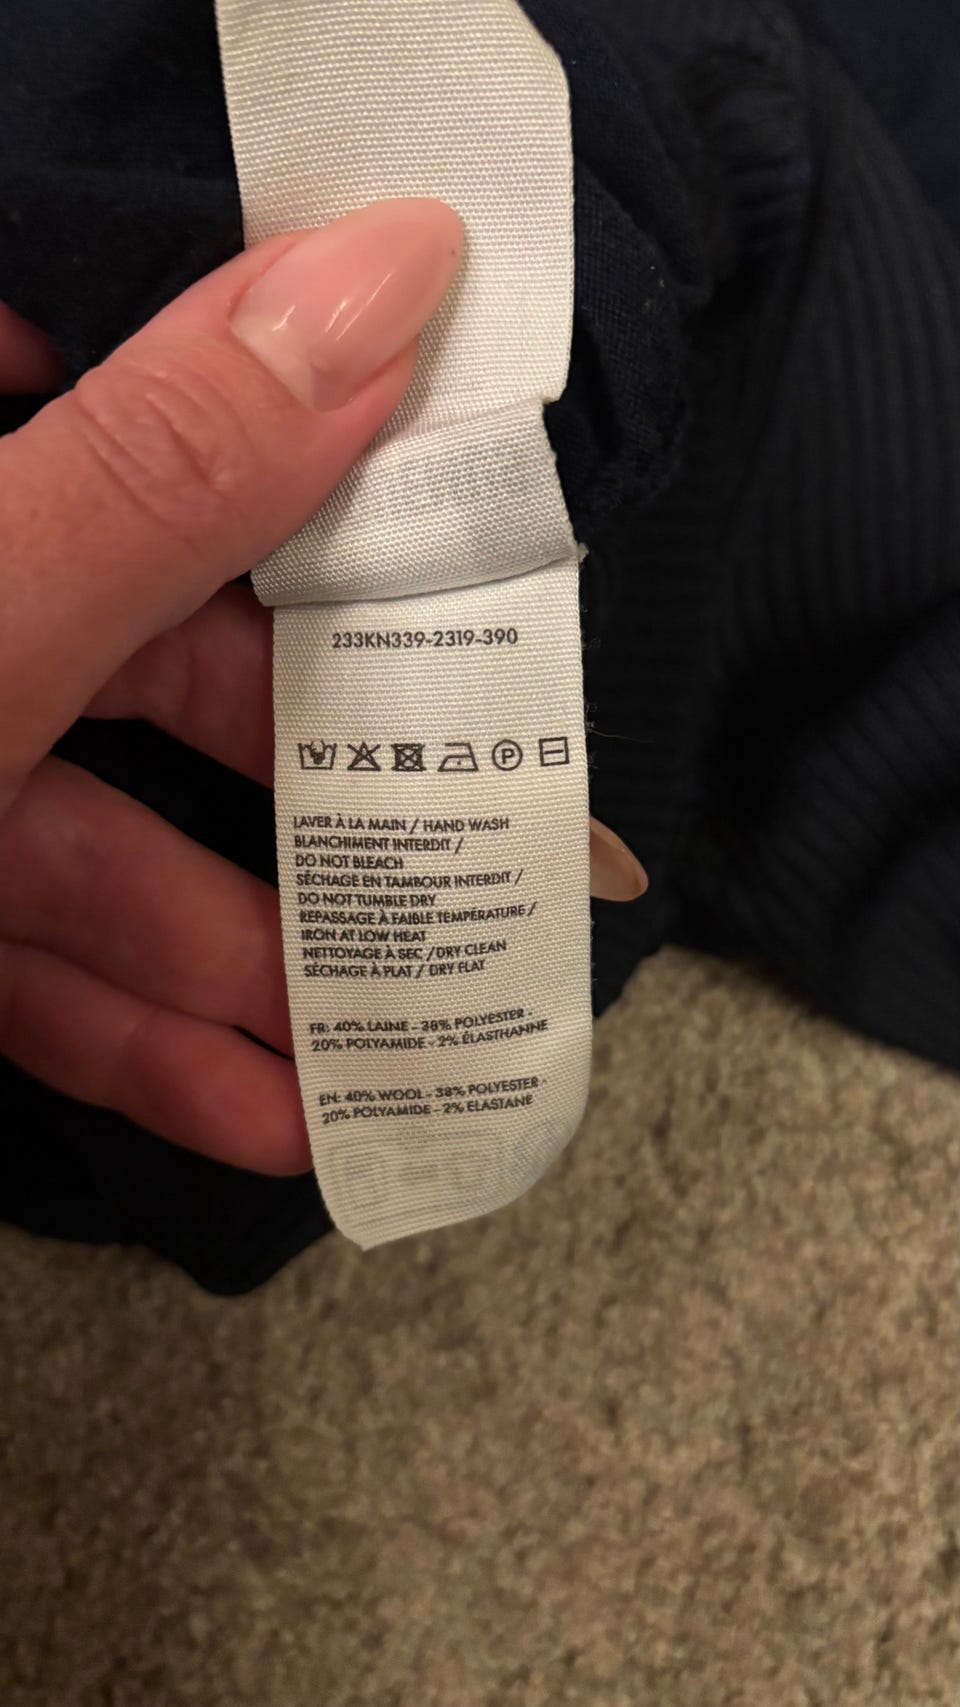 233KN339-2319-390
P
LAVER À LA MAIN / HAND WASH
BLANCHIMENT INTERDIT /
DO NOT BLEACH
SÉCHAGE EN TAMBOUR INTERDIT /
DO NOT TUMBLE DRY
REPASSAGE À FAIBLE TEMPÉRATURE /
IRON AT LOW HEAT
NETTOYAGE À SEC / DRY CLEAN
SÉCHAGE À PLAT / DRY FLAT
FR: 40% LAINE - 38% POLYESTER -
20% POLYAMIDE - 2% ÉLASTHANNE
EN: 40% WOOL - 38% POLYESTER -
20% POLYAMIDE - 2% ELASTANE